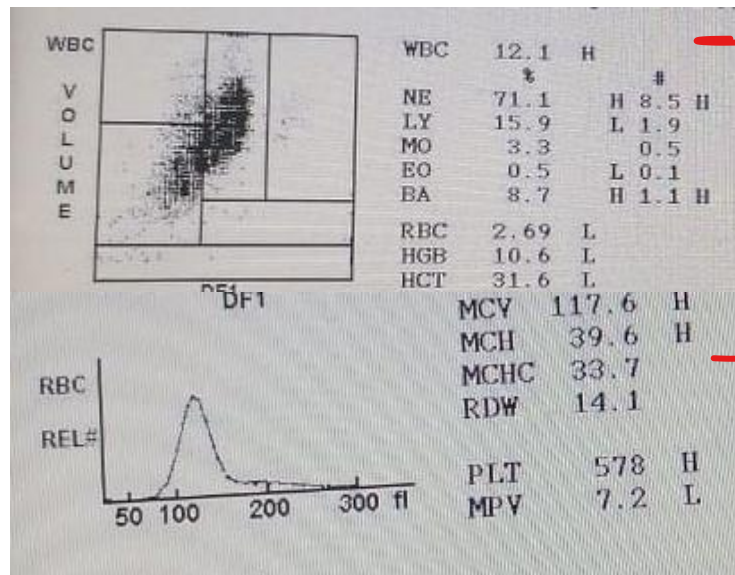 WBC
VOLUME
DF1
WBC 12.1 H
% #
NE 71.1 H 8.5 H
LY 15.9 L 1.9
MO 3.3 0.5
EO 0.5 L 0.1
BA 8.7 H 1.1 H
RBC 2.69 L
HGB 10.6 L
HCT 31.6 L
DF1
MCV 117.6 H
MCH 39.6 H
MCHC 33.7
RDW 14.1
RBC
REL#
50 100 200 300 fl
PLT 578 H
MPV 7.2 L